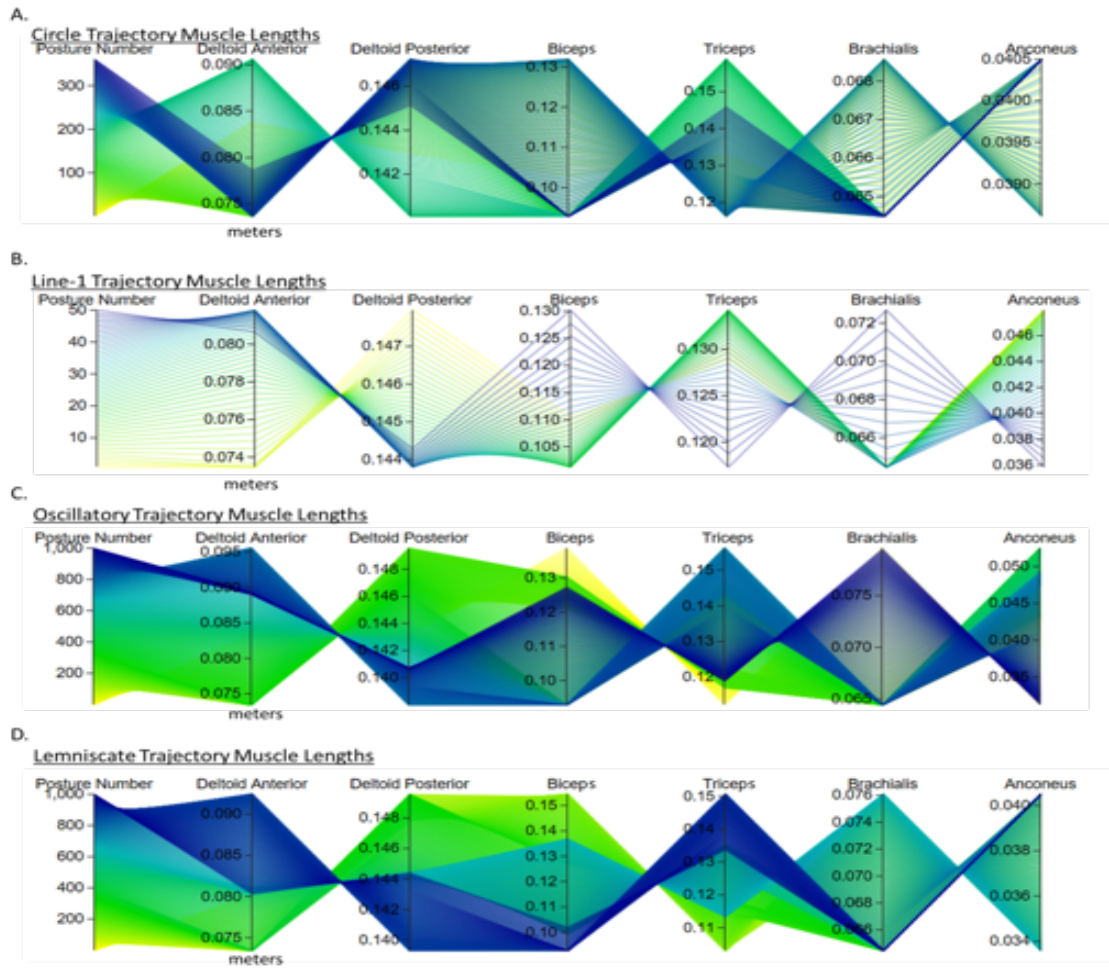 A.
Circle Trajectory Muscle Lengths
Posture Number Deltoid Anterior Deltoid Posterior Biceps Triceps Brachialis Anconeus
300 200 100
0.090 0.085 0.080 0.075
0.146 0.144 0.142
0.13 0.12 0.11 0.10
0.15 0.14 0.13 0.12
0.068 0.067 0.066 0.065
0.0405 0.0400 0.0395 0.0390
meters
B.
Line-1 Trajectory Muscle Lengths
Posture Number Deltoid Anterior Deltoid Posterior Biceps Triceps Brachialis Anconeus
50 40 30 20 10
0.080 0.078 0.076 0.074
0.147 0.146 0.145 0.144
0.130 0.125 0.120 0.115 0.110 0.105
0.130 0.125 0.120
0.072 0.070 0.068 0.066
0.046 0.044 0.042 0.040 0.038 0.036
meters
C.
Oscillatory Trajectory Muscle Lengths
Posture Number Deltoid Anterior Deltoid Posterior Biceps Triceps Brachialis Anconeus
1,000 800 600 400 200
0.095 0.090 0.085 0.080 0.075
0.148 0.146 0.142 0.140
0.13 0.12 0.11 0.10
0.15 0.14 0.13 0.12
0.075 0.070 0.065
0.050 0.045 0.040 0.035
meters
D.
Lemniscate Trajectory Muscle Lengths
Posture Number Deltoid Anterior Deltoid Posterior Biceps Triceps Brachialis Anconeus
1,000 800 600 400 200
0.090 0.085 0.080 0.075
0.148 0.146 0.144 0.142 0.140
0.15 0.14 0.13 0.12 0.11 0.10
0.15 0.14 0.13 0.12 0.11
0.076 0.074 0.072 0.070 0.068 0.066
0.040 0.038 0.036 0.034
meters